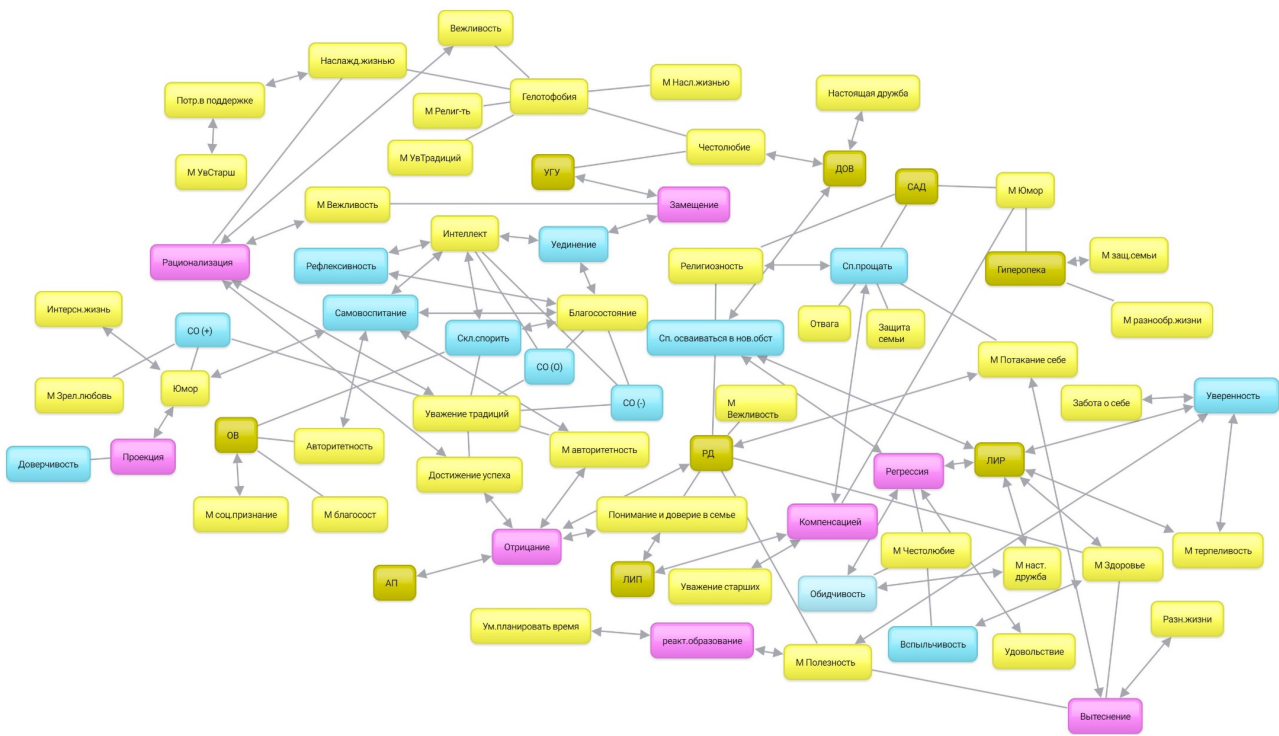 Вежливость
Наслажд.жизнью
М Насл.жизнью
Потр.в поддержке
Гелотофобия
Настоящая дружба
М Религ-ть
М УвТрадиций
Честолюбие
М УвСтарш
УГУ
ДОВ
САД
М Юмор
М Вежливость
Замещение
Интеллект
Уединение
Рационализация
Рефлексивность
Религиозность
Сп.прощать
Гиперопека
М защ.семьи
Интерсн.жизнь
Самовоспитание
Благосостояние
Отвага
Защита
семьи
М разнообр.жизни
СО (+)
Скл.спорить
Сп. осваиваться в нов.обст
М Потакание себе
СО (О)
М Зрел.любовь
Юмор
СО (-)
М
Вежливость
Забота о себе
Уверенность
Уважение традиций
ОВ
Авторитетность
М авторитетность
РД
Доверчивость
Проекция
Достижение успеха
Регрессия
ЛИР
М соц.признание
М благосост
Понимание и доверие в семье
Компенсацией
Отрицание
М Честолюбие
М терпеливость
АП
ЛИП
Уважение старших
Обидчивость
М наст.
дружба
М Здоровье
Ум.планировать время
реакт.образование
Вспыльчивость
Удовольствие
Разн.жизни
М Полезность
Вытеснение